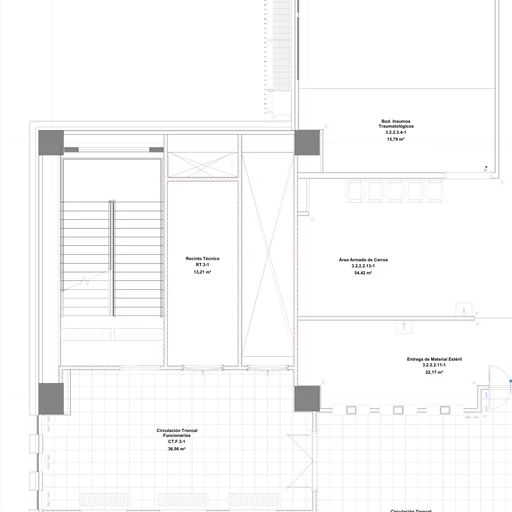 Bod. Insumos
Traumatológicos
3.2.2.3.4-1
15,79 m²
Recinto Técnico
RT.3-1
13,21 m²
Área Armado de Carros
3.2.2.2.13-1
54,42 m²
Entrega de Material Estéril
3.2.2.2.11-1
22,17 m²
Circulación Troncal
Funcionarios
CT.F.3-1
36,56 m²
Circulación Troncal